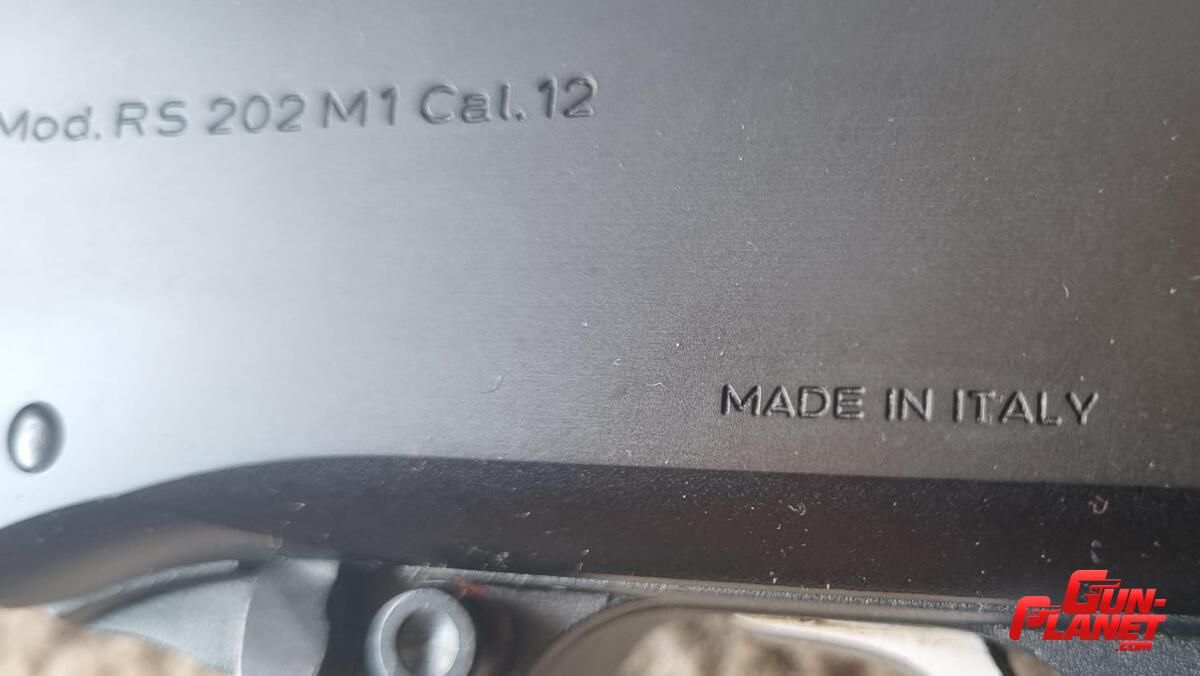 Mod. RS 202 M1 Cal. 12
MADE IN ITALY
GUN-
PLANET
.COM